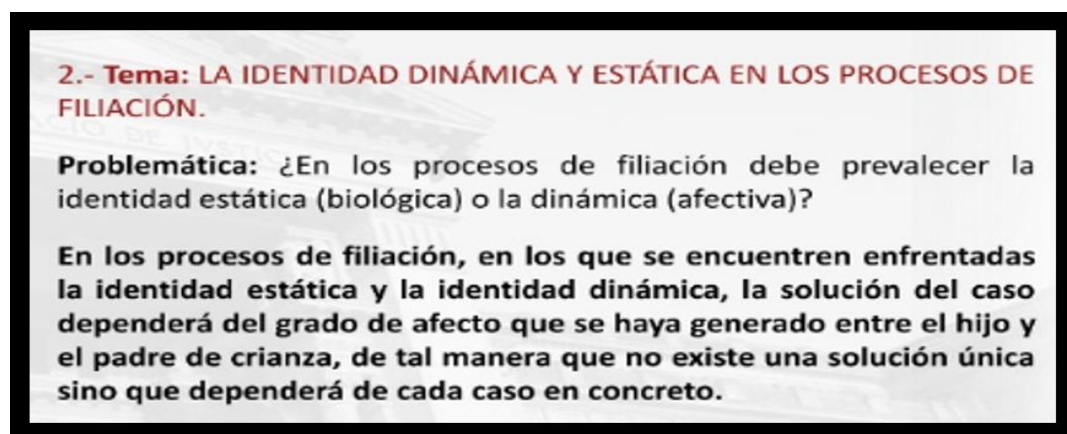 2.- Tema: LA IDENTIDAD DINÁMICA Y ESTÁTICA EN LOS PROCESOS DE
FILIACIÓN.
Problemática: ¿En los procesos de filiación debe prevalecer la
identidad estática (biológica) o la dinámica (afectiva)?
En los procesos de filiación, en los que se encuentren enfrentadas
la identidad estática y la identidad dinámica, la solución del caso
dependerá del grado de afecto que se haya generado entre el hijo y
el padre de crianza, de tal manera que no existe una solución única
sino que dependerá de cada caso en concreto.